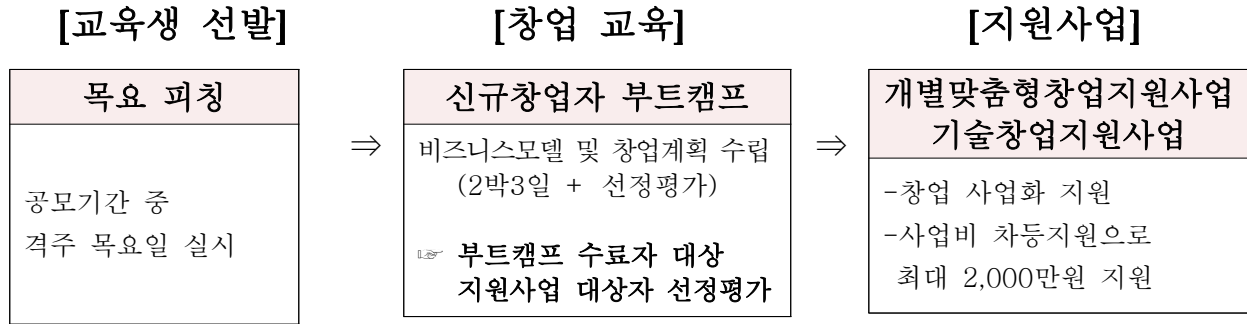 [교육생 선발]
목요 피칭
공모기간 중
격주 목요일 실시
⇒
[창업 교육]
신규창업자 부트캠프
비즈니스모델 및 창업계획 수립
(2박3일 + 선정평가)
☞ 부트캠프 수료자 대상
지원사업 대상자 선정평가
⇒
[지원사업]
개별맞춤형창업지원사업
기술창업지원사업
-창업 사업화 지원
-사업비 차등지원으로
최대 2,000만원 지원